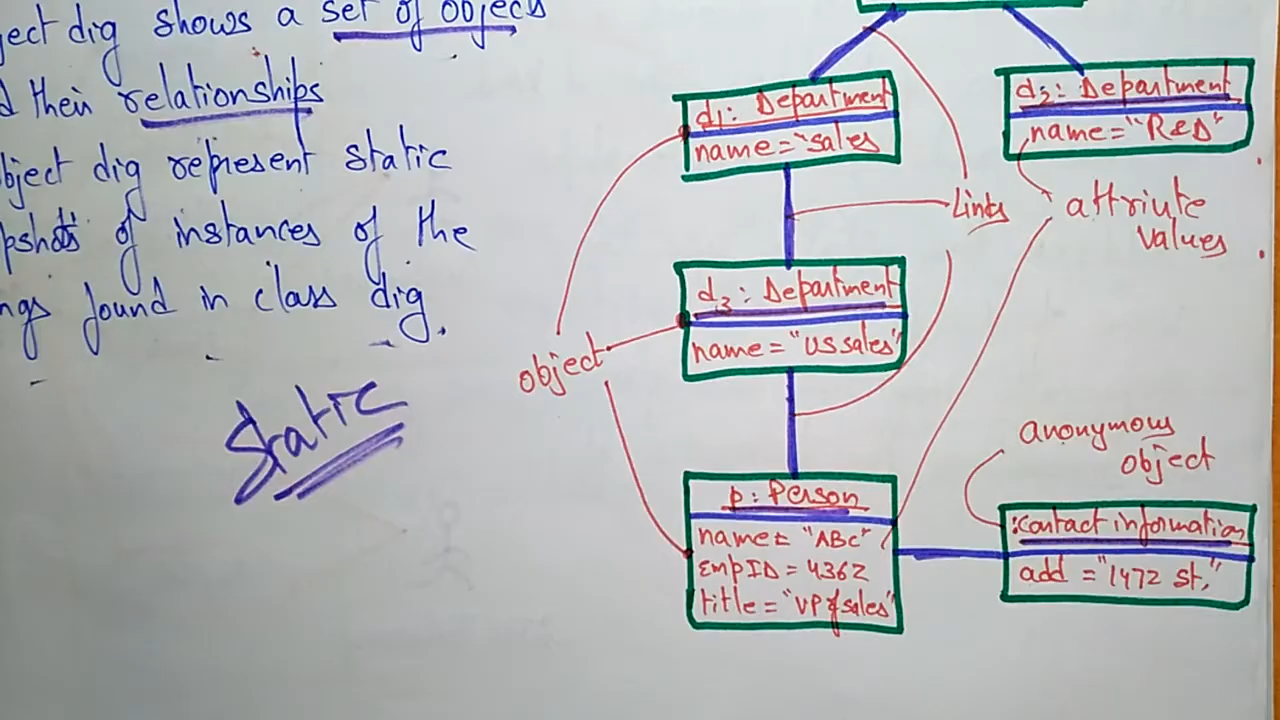 ject dig shows a set of objecs
d their relationships
bject dig represent static
pshots of instances of the
ngs found in class dig.
Static
d1: Department
name="sales
d2: Department
name="R&D"
Links
attriute
values
d3: Department
name="US sales"
object
anonymous
object
p: Person
name= "ABC"
EmpID = 4362
title="VP of sales"
:Contact information
add ="1472 st,"